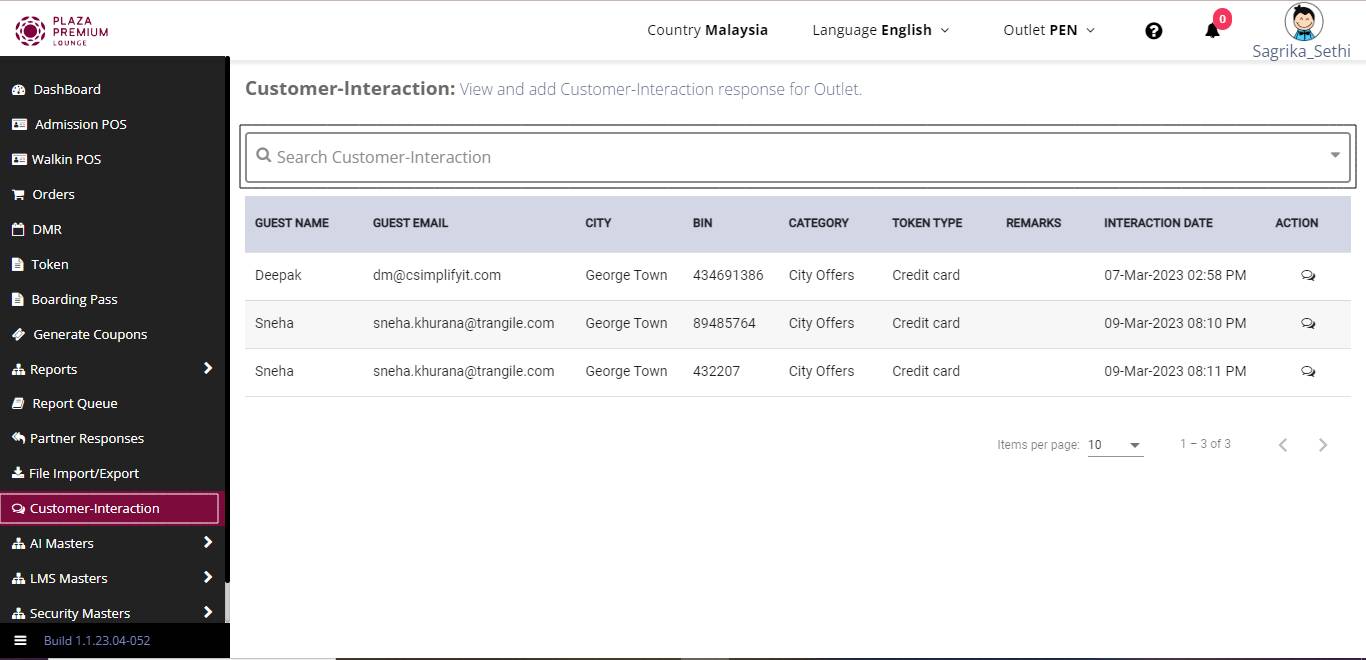 PLAZA
PREMIUM
LOUNGE
Country Malaysia
Language English
Outlet PEN
0
Sagrika_Sethi
DashBoard
Admission POS
Walkin POS
Orders
DMR
Token
Boarding Pass
Generate Coupons
Reports
Report Queue
Partner Responses
File Import/Export
Customer-Interaction
AI Masters
LMS Masters
Security Masters
Build 1.1.23.04-052
Customer-Interaction: View and add Customer-Interaction response for Outlet.
Search Customer-Interaction
GUEST NAME GUEST EMAIL CITY BIN CATEGORY TOKEN TYPE REMARKS INTERACTION DATE ACTION
Deepak dm@csimplifyit.com George Town 434691386 City Offers Credit card 07-Mar-2023 02:58 PM
Sneha sneha.khurana@trangile.com George Town 89485764 City Offers Credit card 09-Mar-2023 08:10 PM
Sneha sneha.khurana@trangile.com George Town 432207 City Offers Credit card 09-Mar-2023 08:11 PM
Items per page: 10 1 – 3 of 3